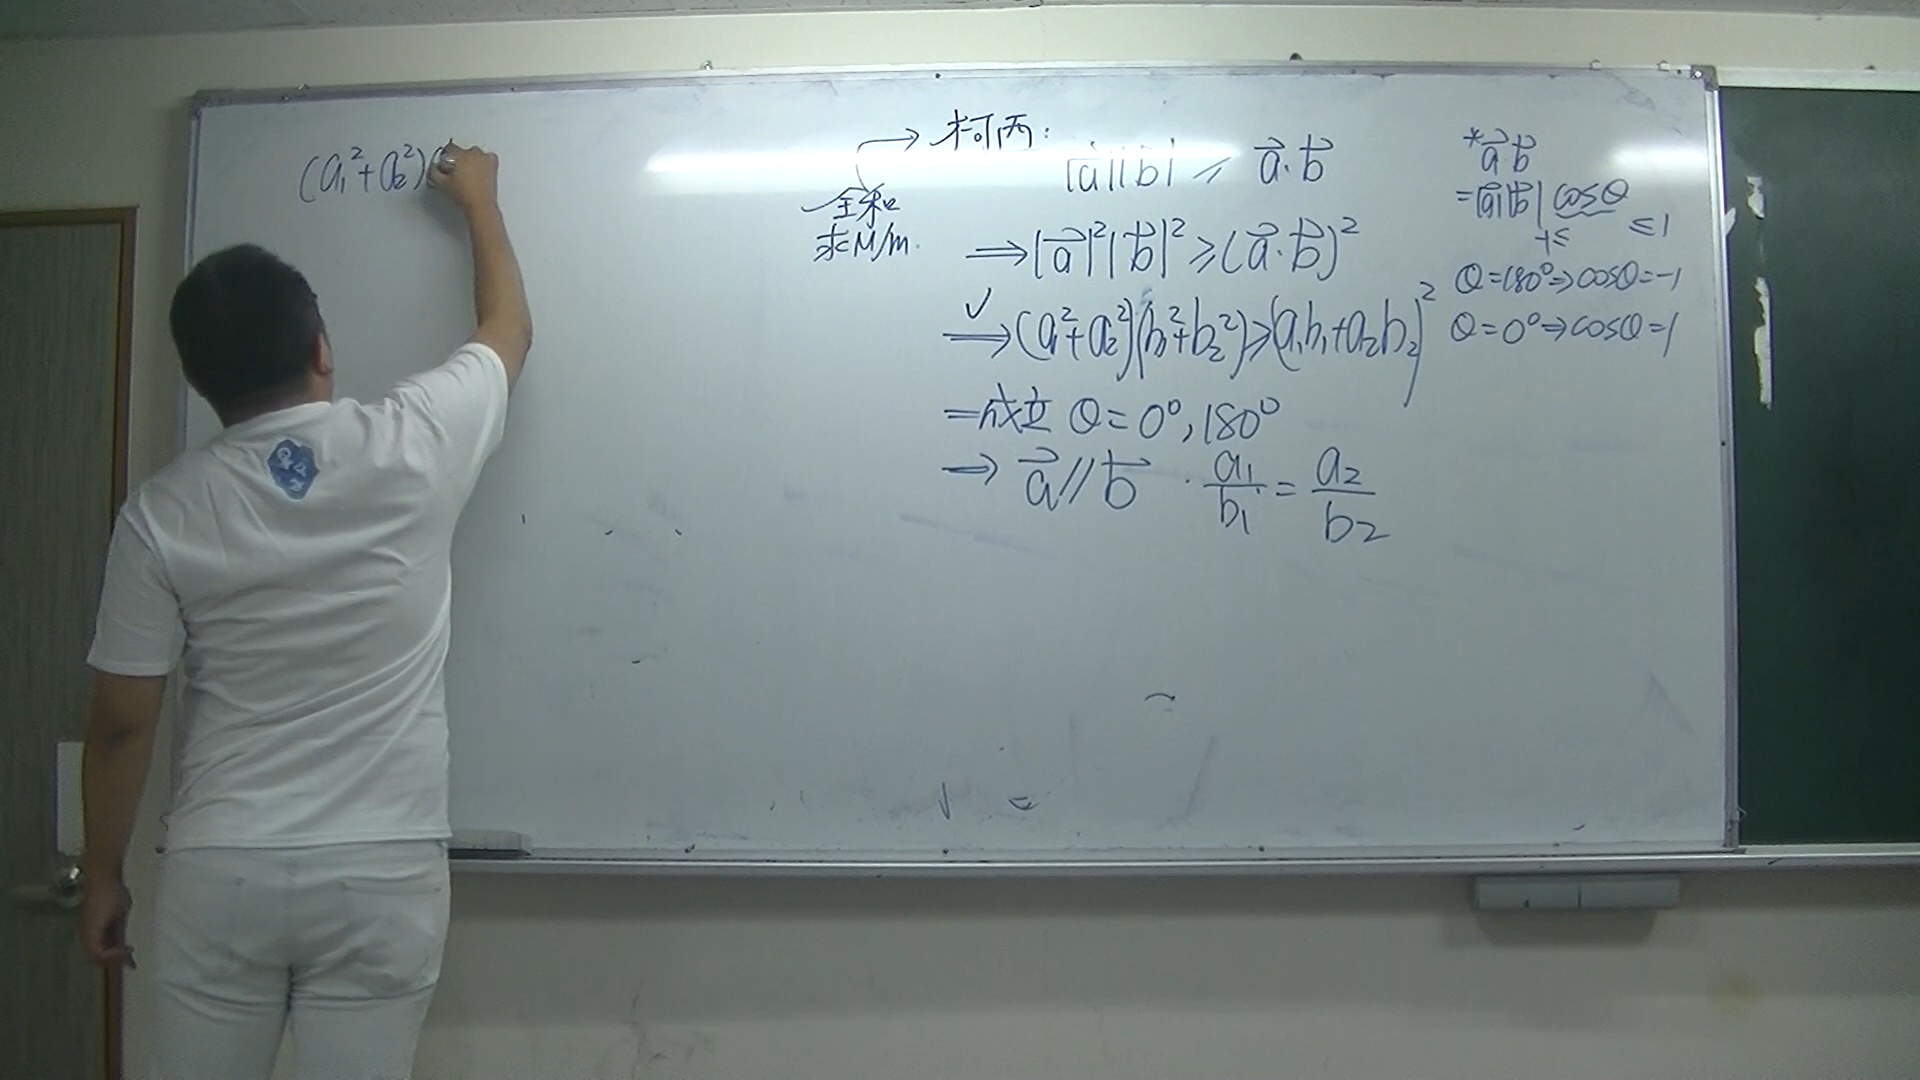 (a₁²+a₂²)(
柯西:
|a⃗||b⃗| ≥ a⃗·b⃗
全和
求M/m.
⇒|a⃗|²|b⃗|²≥(a⃗·b⃗)²
✓
⇒(a₁²+a₂²)(b₁²+b₂²)≥(a₁b₁+a₂b₂)²
=成立 θ=0°,180°
⇒ a⃗//b⃗ · a₁/b₁ = a₂/b₂
*a⃗·b⃗
=|a⃗||b⃗|cosθ
-1≤ ≤1
θ=180°⇒cosθ=-1
θ=0°⇒cosθ=1